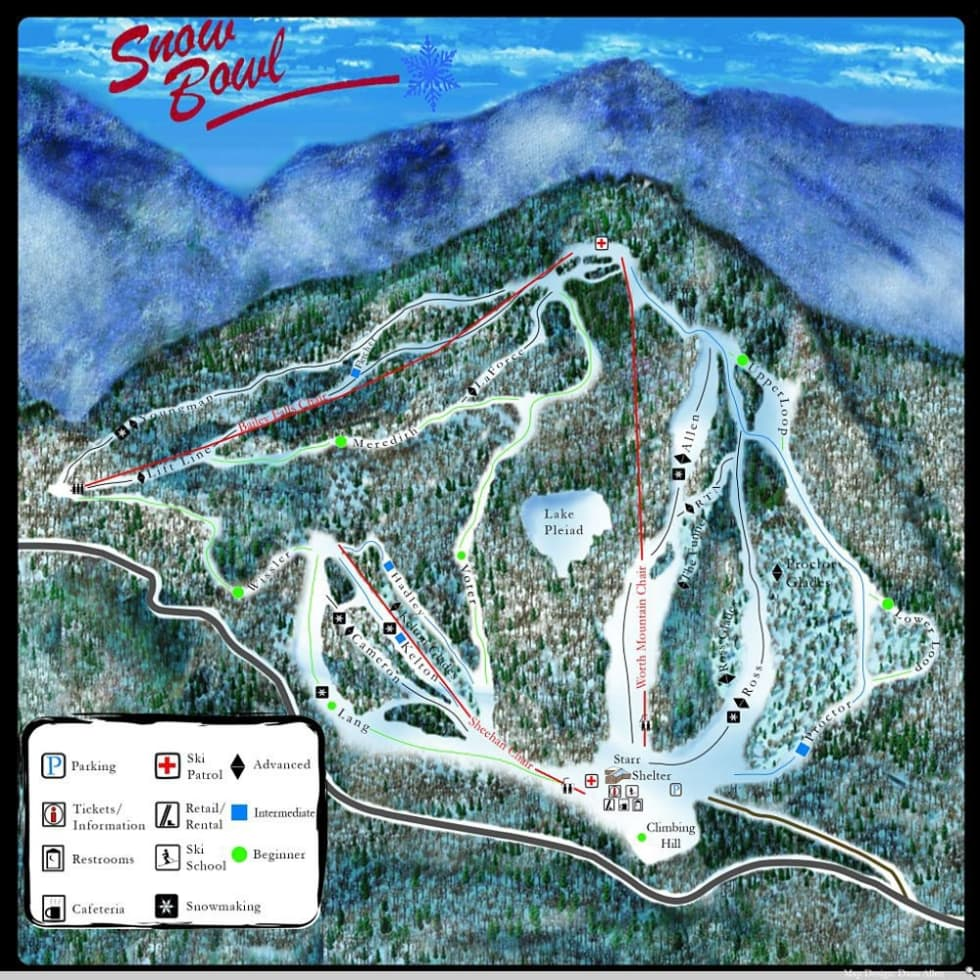 Snow
Bowl
Youngman
Bailey Falls Chair
Lift Line
Meredith
LaForce
Allen
Upper Loop
Lake
Pleiad
The Tunnel
Proctor
Glades
Wissler
Hadley
Kelton
Cameron
Voter
Worth Mountain Chair
Ross
Lower Loop
Proctor
Lang
Sheehan Chair
Starr
Shelter
P
Climbing
Hill
P Parking
Ski
Patrol
Advanced
Tickets/
Information
Retail/
Rental
Intermediate
Restrooms
Ski
School
Beginner
Cafeteria
Snowmaking